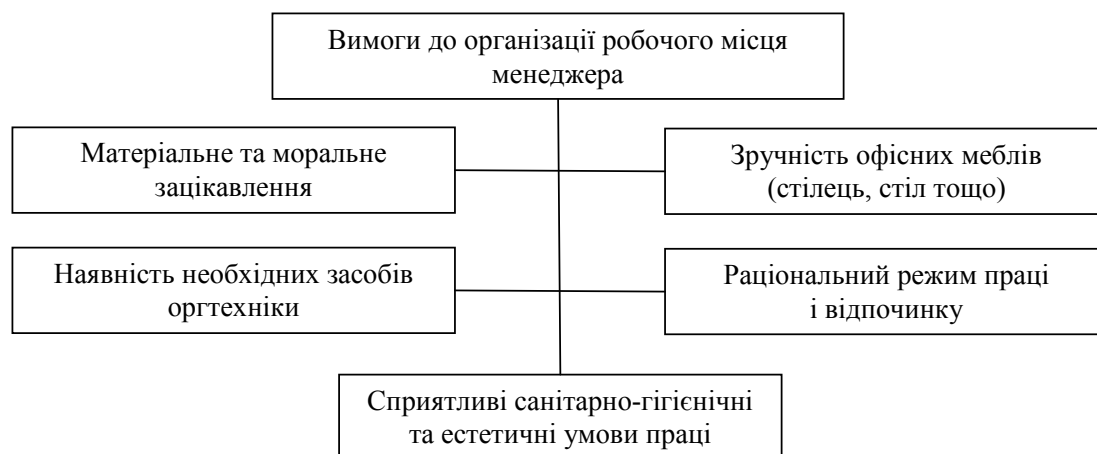 Вимоги до організації робочого місця
менеджера
Матеріальне та моральне
зацікавлення
Зручність офісних меблів
(стілець, стіл тощо)
Наявність необхідних засобів
оргтехніки
Раціональний режим праці
і відпочинку
Сприятливі санітарно-гігієнічні
та естетичні умови праці